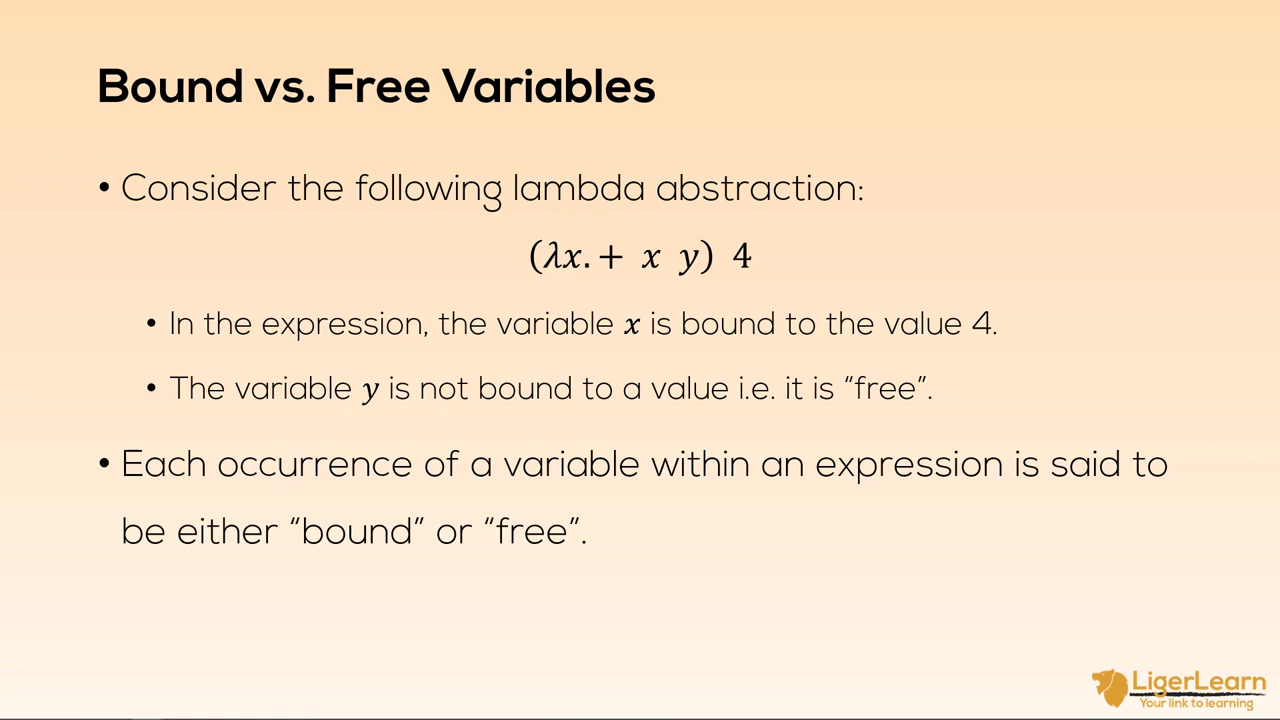 Bound vs. Free Variables
• Consider the following lambda abstraction:
(λx. + x y) 4
• In the expression, the variable x is bound to the value 4.
• The variable y is not bound to a value i.e. it is “free”.
• Each occurrence of a variable within an expression is said to
be either “bound” or “free”.
LigerLearn
Your link to learning